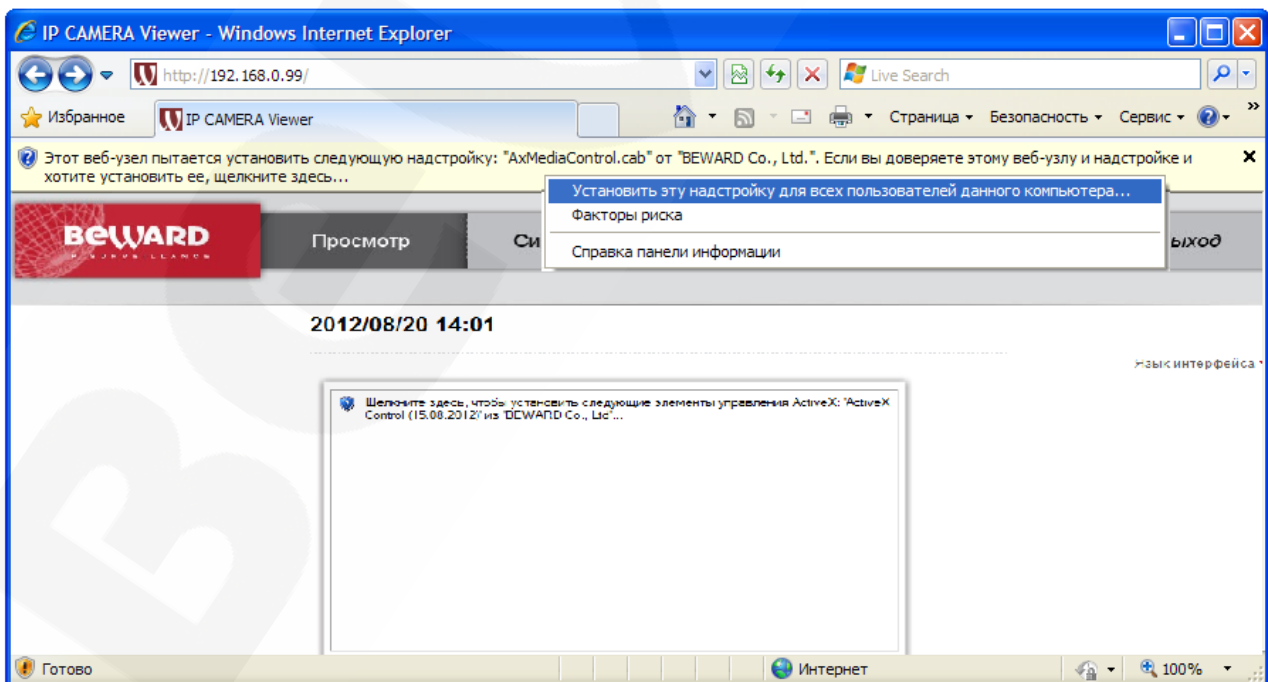 IP CAMERA Viewer - Windows Internet Explorer
http://192.168.0.99/
Live Search
Избранное
IP CAMERA Viewer
Страница
Безопасность
Сервис
Этот веб-узел пытается установить следующую надстройку: "AxMediaControl.cab" от "BEWARD Co., Ltd.". Если вы доверяете этому веб-узлу и надстройке и
хотите установить ее, щелкните здесь...
Установить эту надстройку для всех пользователей данного компьютера...
Факторы риска
Справка панели информации
BEWARD
Просмотр
Си
ыход
2012/08/20 14:01
Язык интерфейса
Щелкните здесь, чтобы установить следующие элементы управления ActiveX: 'ActiveX
Control (15.08.2012)' из 'BEWARD Co., Ltd'...
Готово
Интернет
100%